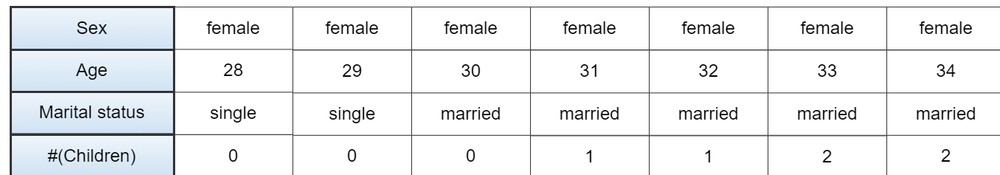 Sex female female female female female female female
Age 28 29 30 31 32 33 34
Marital status single single married married married married married
#(Children) 0 0 0 1 1 2 2